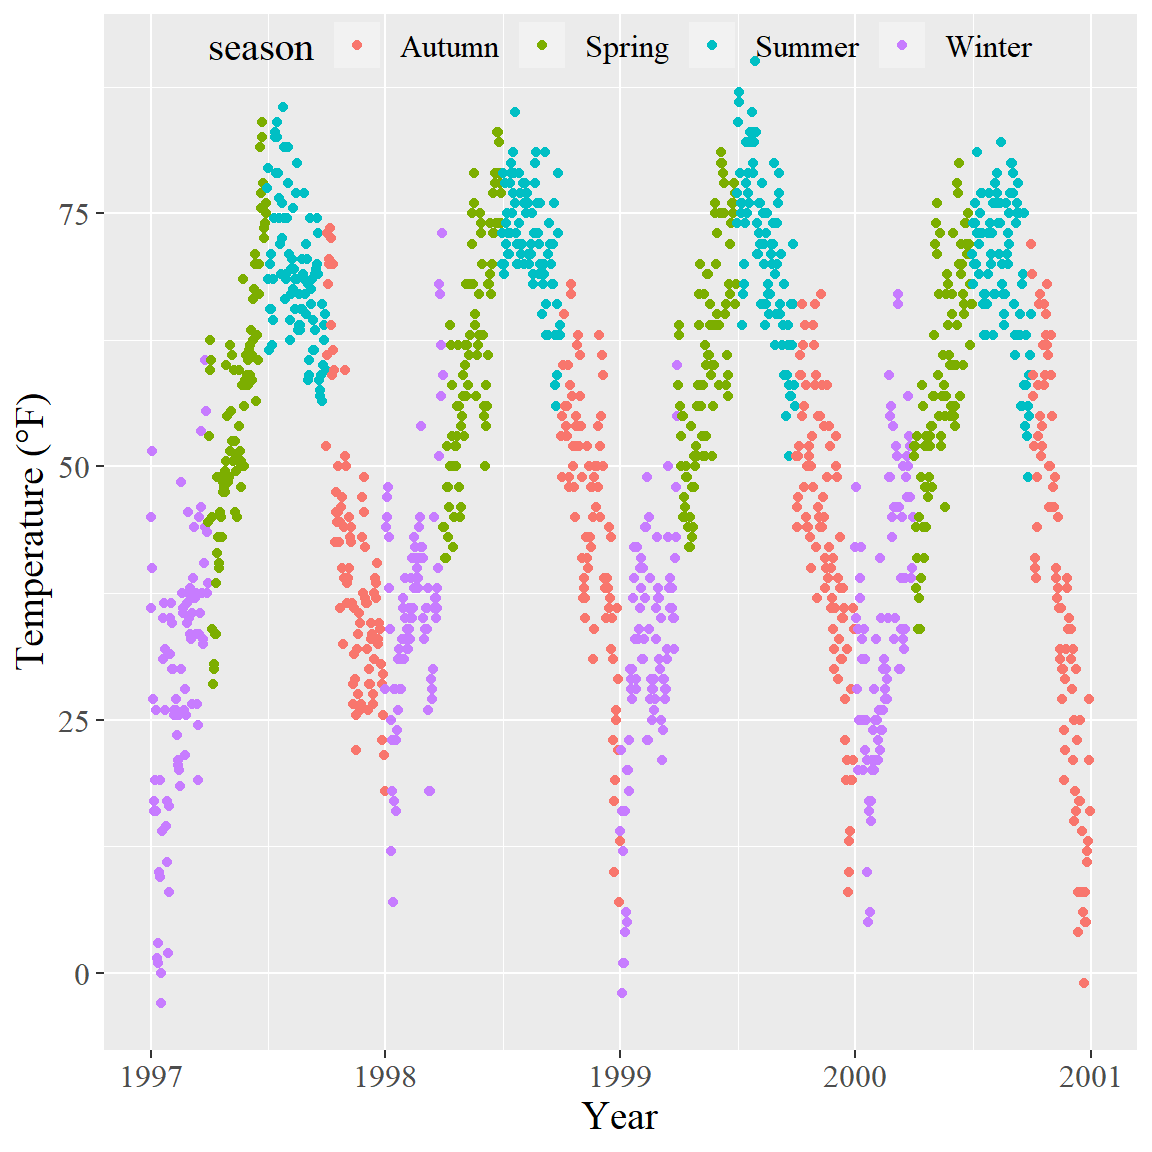 season Autumn Spring Summer Winter
75
50
25
0
Temperature (°F)
1997 1998 1999 2000 2001
Year